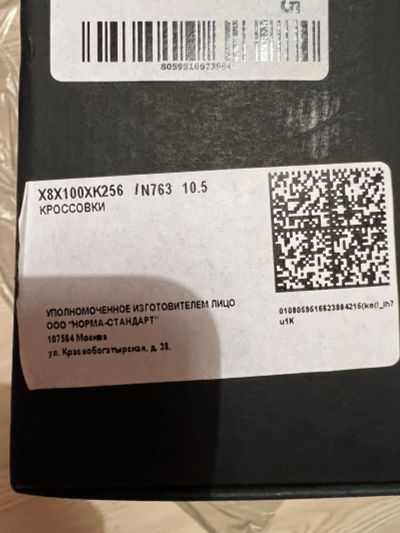 X8X100XK256 /N763 10.5
КРОССОВКИ
УПОЛНОМОЧЕННОЕ ИЗГОТОВИТЕЛЕМ ЛИЦО
ООО "НОРМА-СТАНДАРТ"
107564 Москва
ул. Краснобогатырская, д. 38.